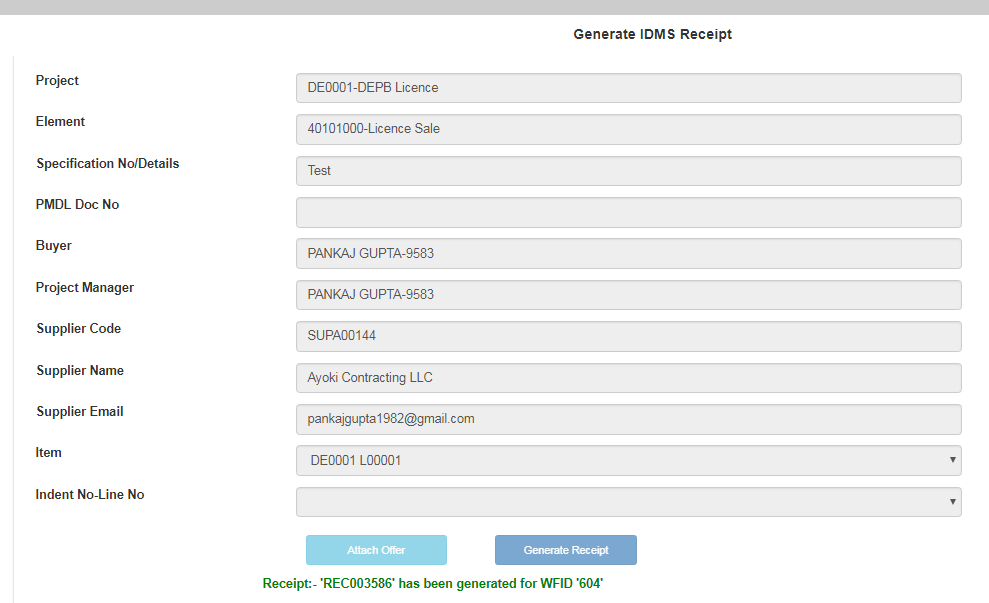 Generate IDMS Receipt
Project
DE0001-DEPB Licence
Element
40101000-Licence Sale
Specification No/Details
Test
PMDL Doc No
Buyer
PANKAJ GUPTA-9583
Project Manager
PANKAJ GUPTA-9583
Supplier Code
SUPA00144
Supplier Name
Ayoki Contracting LLC
Supplier Email
pankajgupta1982@gmail.com
Item
DE0001 L00001
Indent No-Line No
Attach Offer
Generate Receipt
Receipt:- 'REC003586' has been generated for WFID '604'